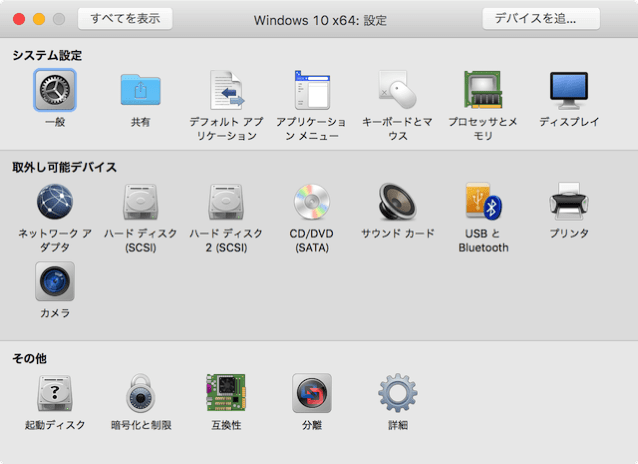 すべてを表示
Windows 10 x64: 設定
デバイスを追...
システム設定
一般
共有
デフォルト アプ
リケーション
アプリケーショ
ン メニュー
キーボードとマ
ウス
プロセッサとメ
モリ
ディスプレイ
取外し可能デバイス
ネットワーク ア
ダプタ
ハード ディスク
(SCSI)
ハード ディスク
2 (SCSI)
CD/DVD
(SATA)
サウンド カード
USB と
Bluetooth
プリンタ
カメラ
その他
起動ディスク
暗号化と制限
互換性
分離
詳細